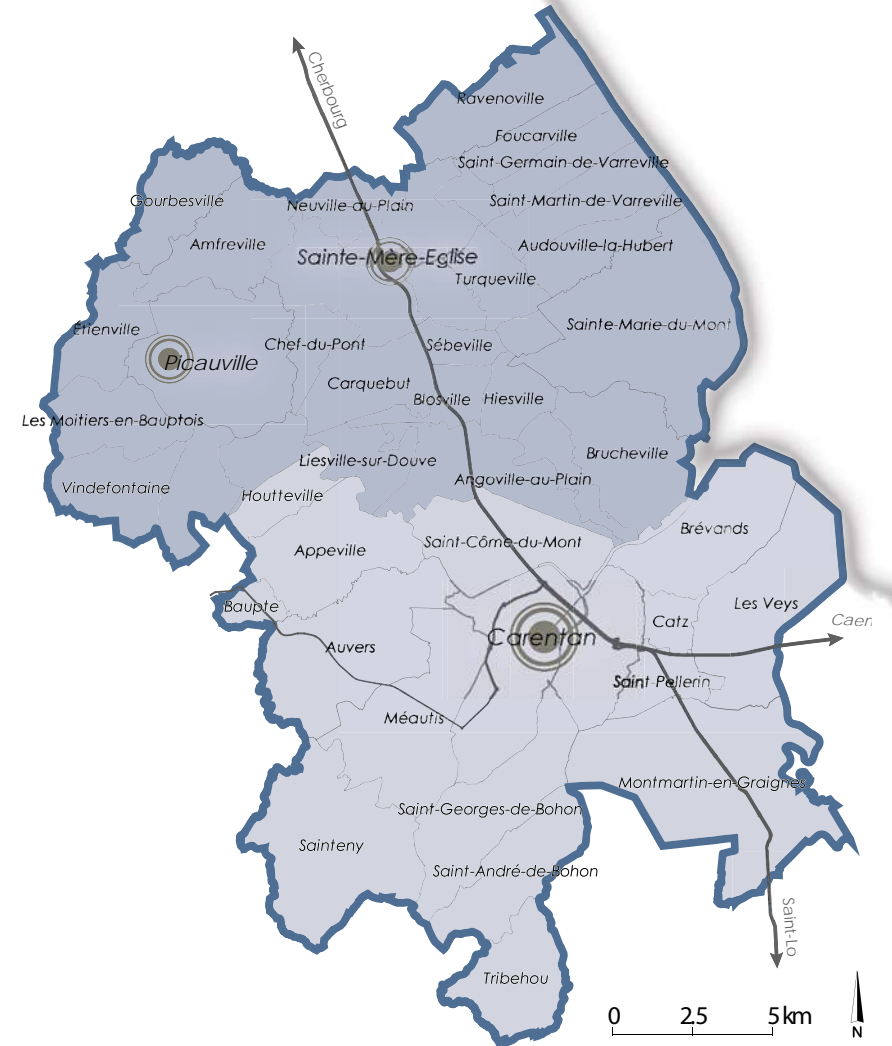 Cherbourg
Ravenoville
Foucarville
Saint-Germain-de-Varreville
Gourbesville
Neuville-au-Plain
Saint-Martin-de-Varreville
Amfreville
Sainte-Mère-Eglise
Audouville-la-Hubert
Turqueville
Étienville
Sainte-Marie-du-Mont
Chef-du-Pont
Sébeville
Picauville
Carquebut
Blosville
Hiesville
Les Moitiers-en-Bauptois
Liesville-sur-Douve
Brucheville
Vindefontaine
Houtteville
Angoville-au-Plain
Appeville
Saint-Côme-du-Mont
Brévands
Baupte
Les Veys
Catz
Caen
Carentan
Auvers
Saint Pellerin
Méautis
Montmartin-en-Graignes
Saint-Georges-de-Bohon
Sainteny
Saint-André-de-Bohon
Saint-Lo
Tribehou
0 2.5 5km
N